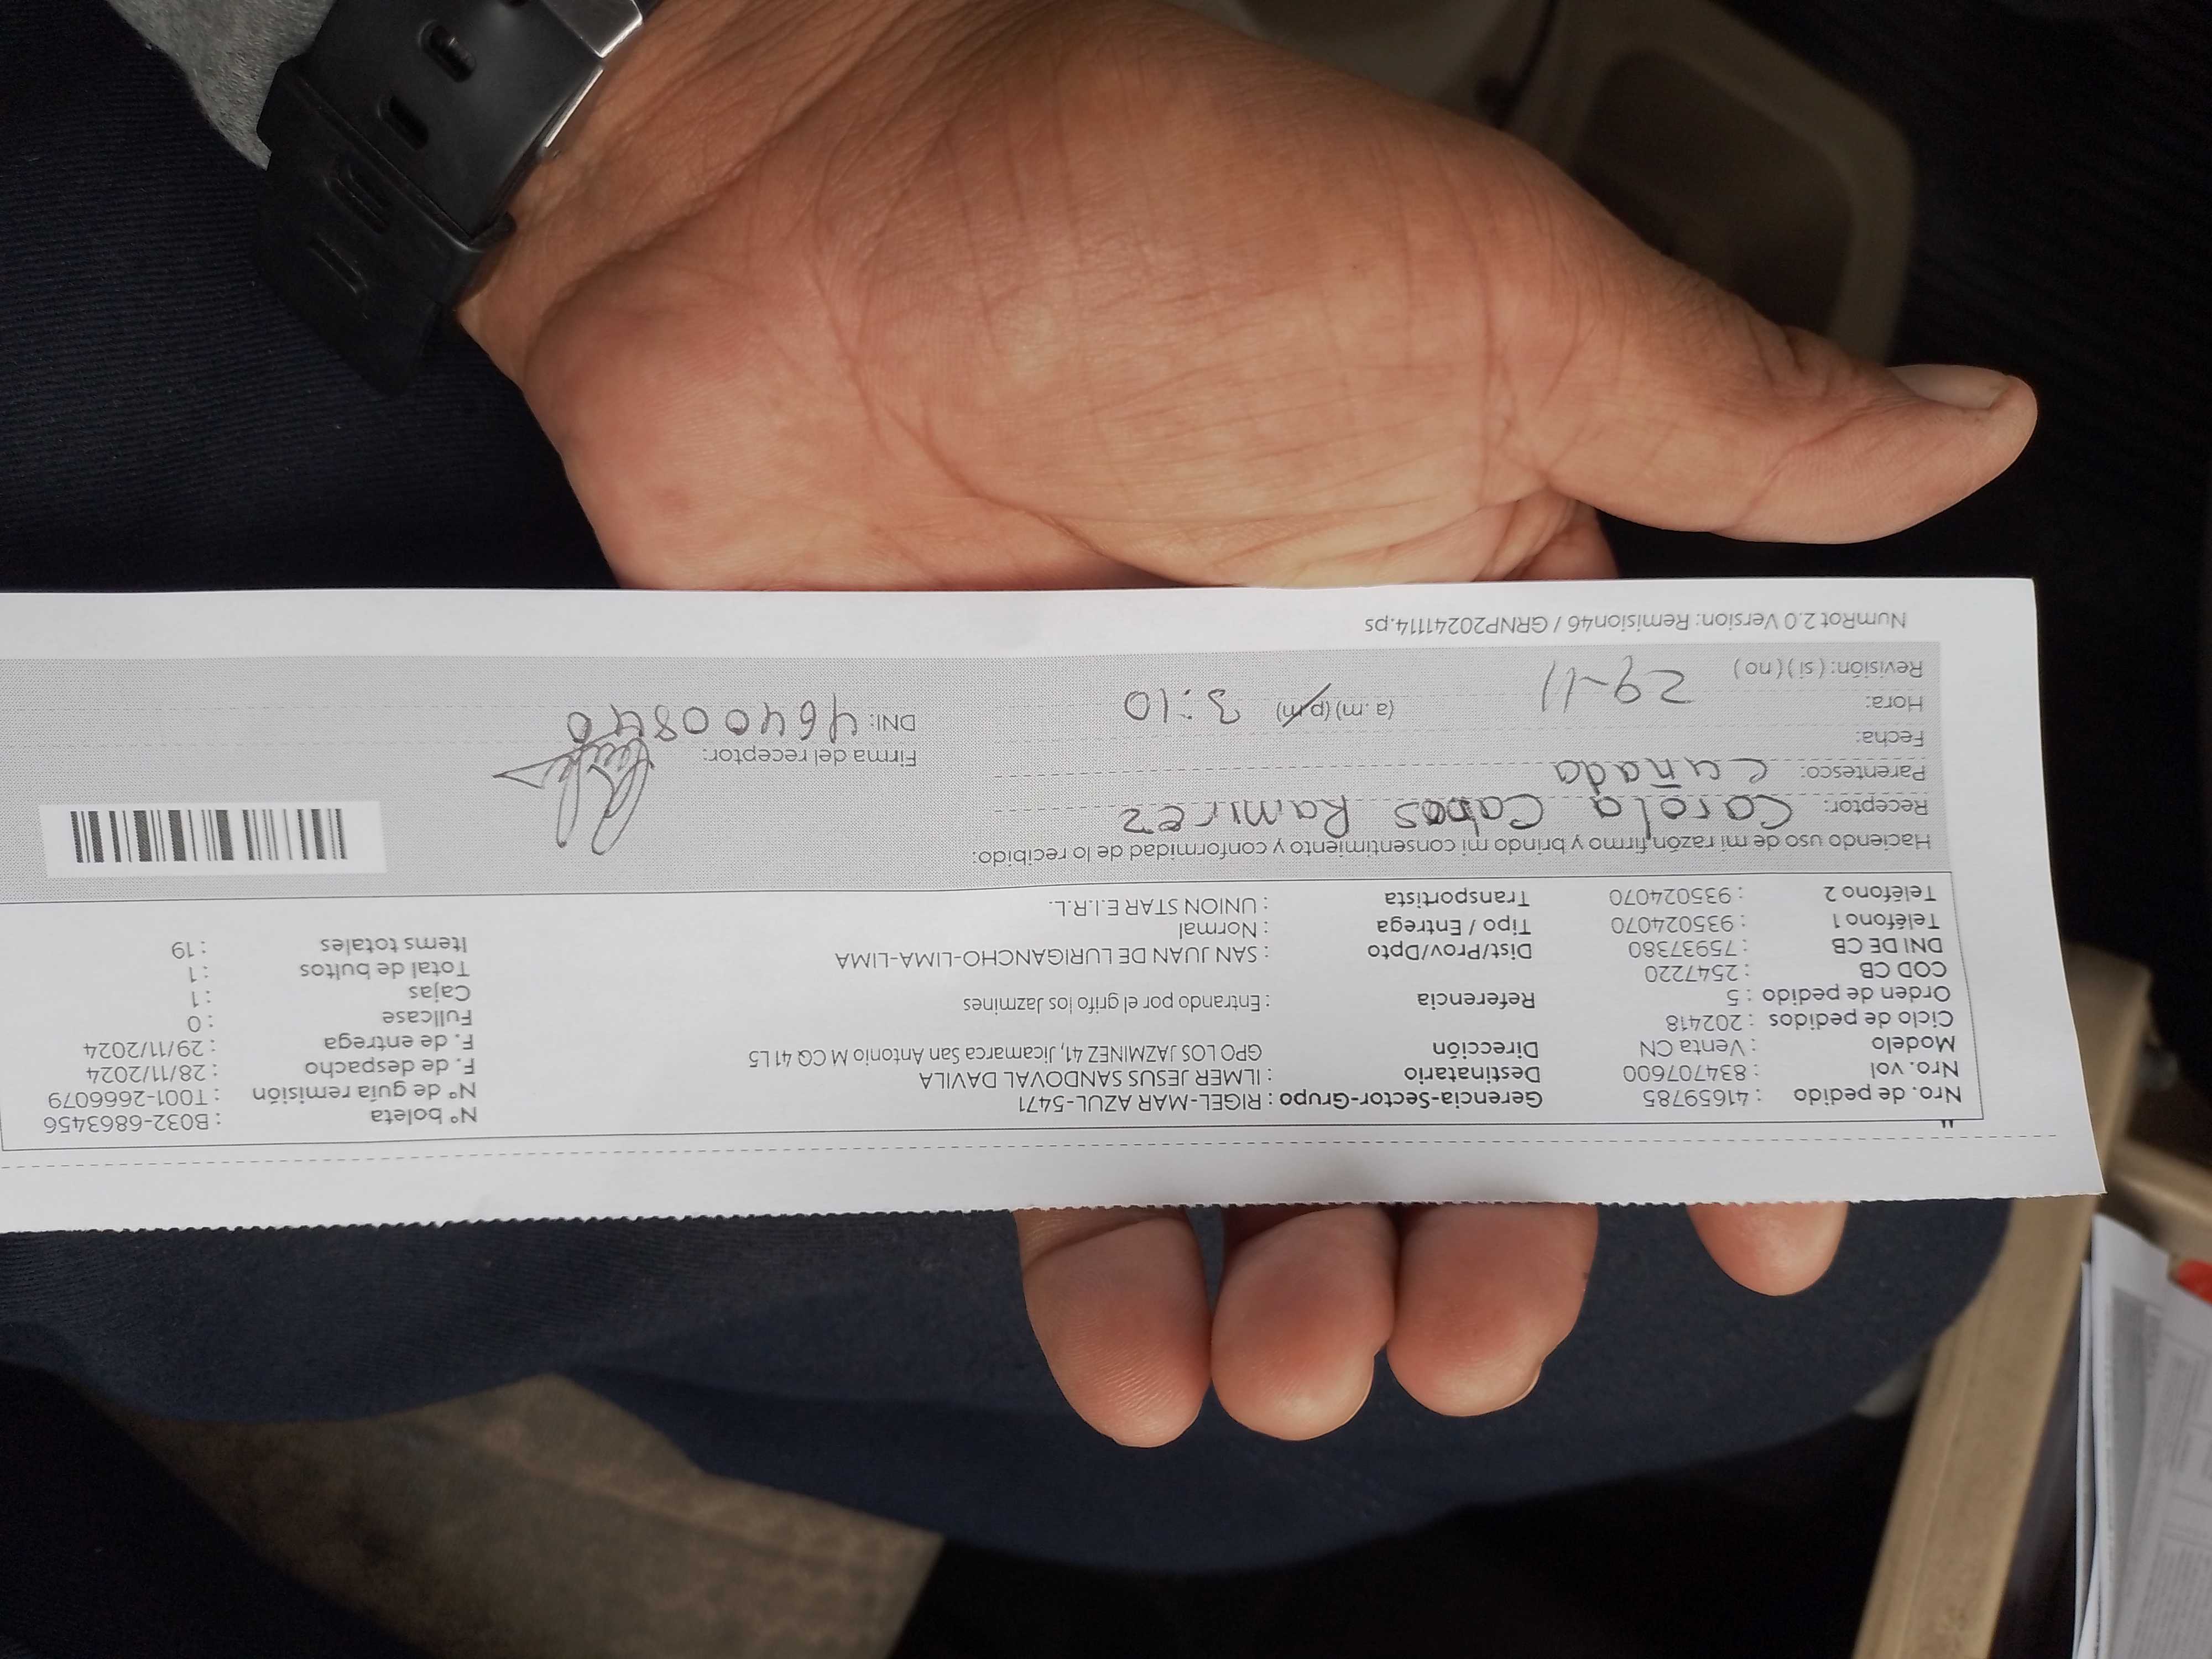 Nro. de pedido : 41659785
Nro. vol : 834707600
Modelo : Venta CN
Ciclo de pedidos : 202418
Orden de pedido : 5
COD CB : 2547220
DNI DE CB : 75937380
Teléfono 1 : 935024070
Teléfono 2 : 935024070
Gerencia-Sector-Grupo : RIGEL-MAR AZUL-5471
Destinatario : ILMER JESUS SANDOVAL DAVILA
Dirección GPO LOS JAZMINEZ 41, Jicamarca San Antonio M CQ 41 L5
Referencia : Entrando por el grifo los Jazmines
Dist/Prov/Dpto : SAN JUAN DE LURIGANCHO-LIMA-LIMA
Tipo / Entrega : Normal
Transportista : UNION STAR E.I.R.L.
N° boleta : B032-6863456
N° de guía remisión : T001-2666079
F. de despacho : 28/11/2024
F. de entrega : 29/11/2024
Fullcase : 0
Cajas : 1
Total de bultos : 1
Items totales : 19
Haciendo uso de mi razón, firmo y brindo mi consentimiento y conformidad de lo recibido:
Receptor: Carola Cobos Ramirez
Parentesco: Cuñada
Fecha:
Hora: 29-11 (a.m) (p.m) 3:10
Revisión: ( si ) ( no )
Firma del receptor:
DNI: 46400840
NumRot 2.0 Version: Remision46 / GRNP20241114.ps